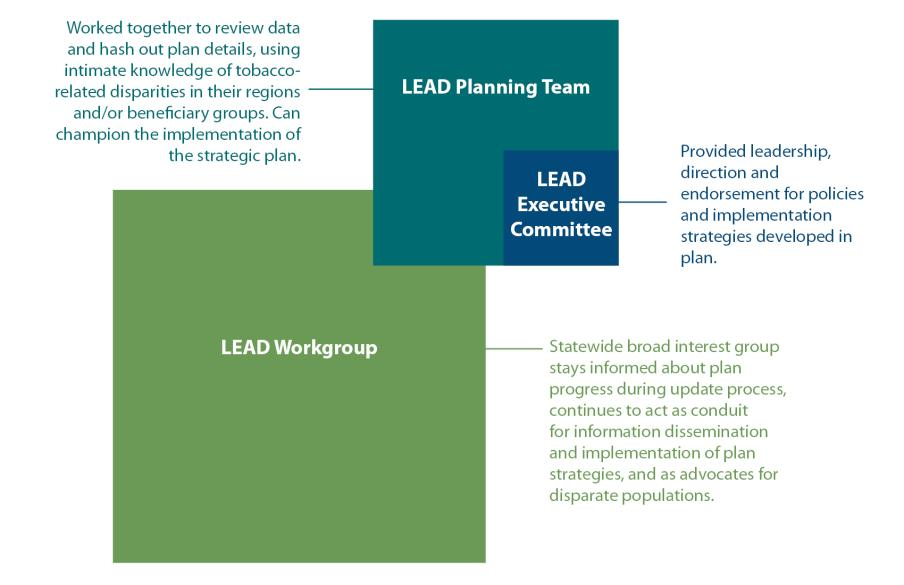 Worked together to review data
and hash out plan details, using
intimate knowledge of tobacco-
related disparities in their regions
and/or beneficiary groups. Can
champion the implementation of
the strategic plan.
LEAD Planning Team
LEAD
Executive
Committee
Provided leadership,
direction and
endorsement for policies
and implementation
strategies developed in
plan.
LEAD Workgroup
Statewide broad interest group
stays informed about plan
progress during update process,
continues to act as conduit
for information dissemination
and implementation of plan
strategies, and as advocates for
disparate populations.